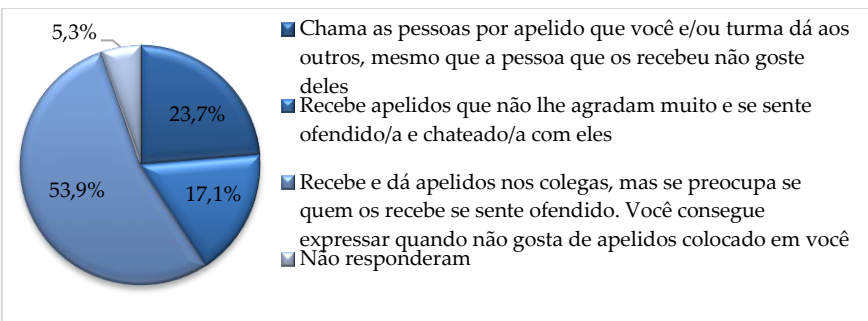 5,3%
23,7%
17,1%
53,9%
Chama as pessoas por apelido que você e/ou turma dá aos
outros, mesmo que a pessoa que os recebeu não goste
deles
Recebe apelidos que não lhe agradam muito e se sente
ofendido/a e chateado/a com eles
Recebe e dá apelidos nos colegas, mas se preocupa se
quem os recebe se sente ofendido. Você consegue
expressar quando não gosta de apelidos colocado em você
Não responderam